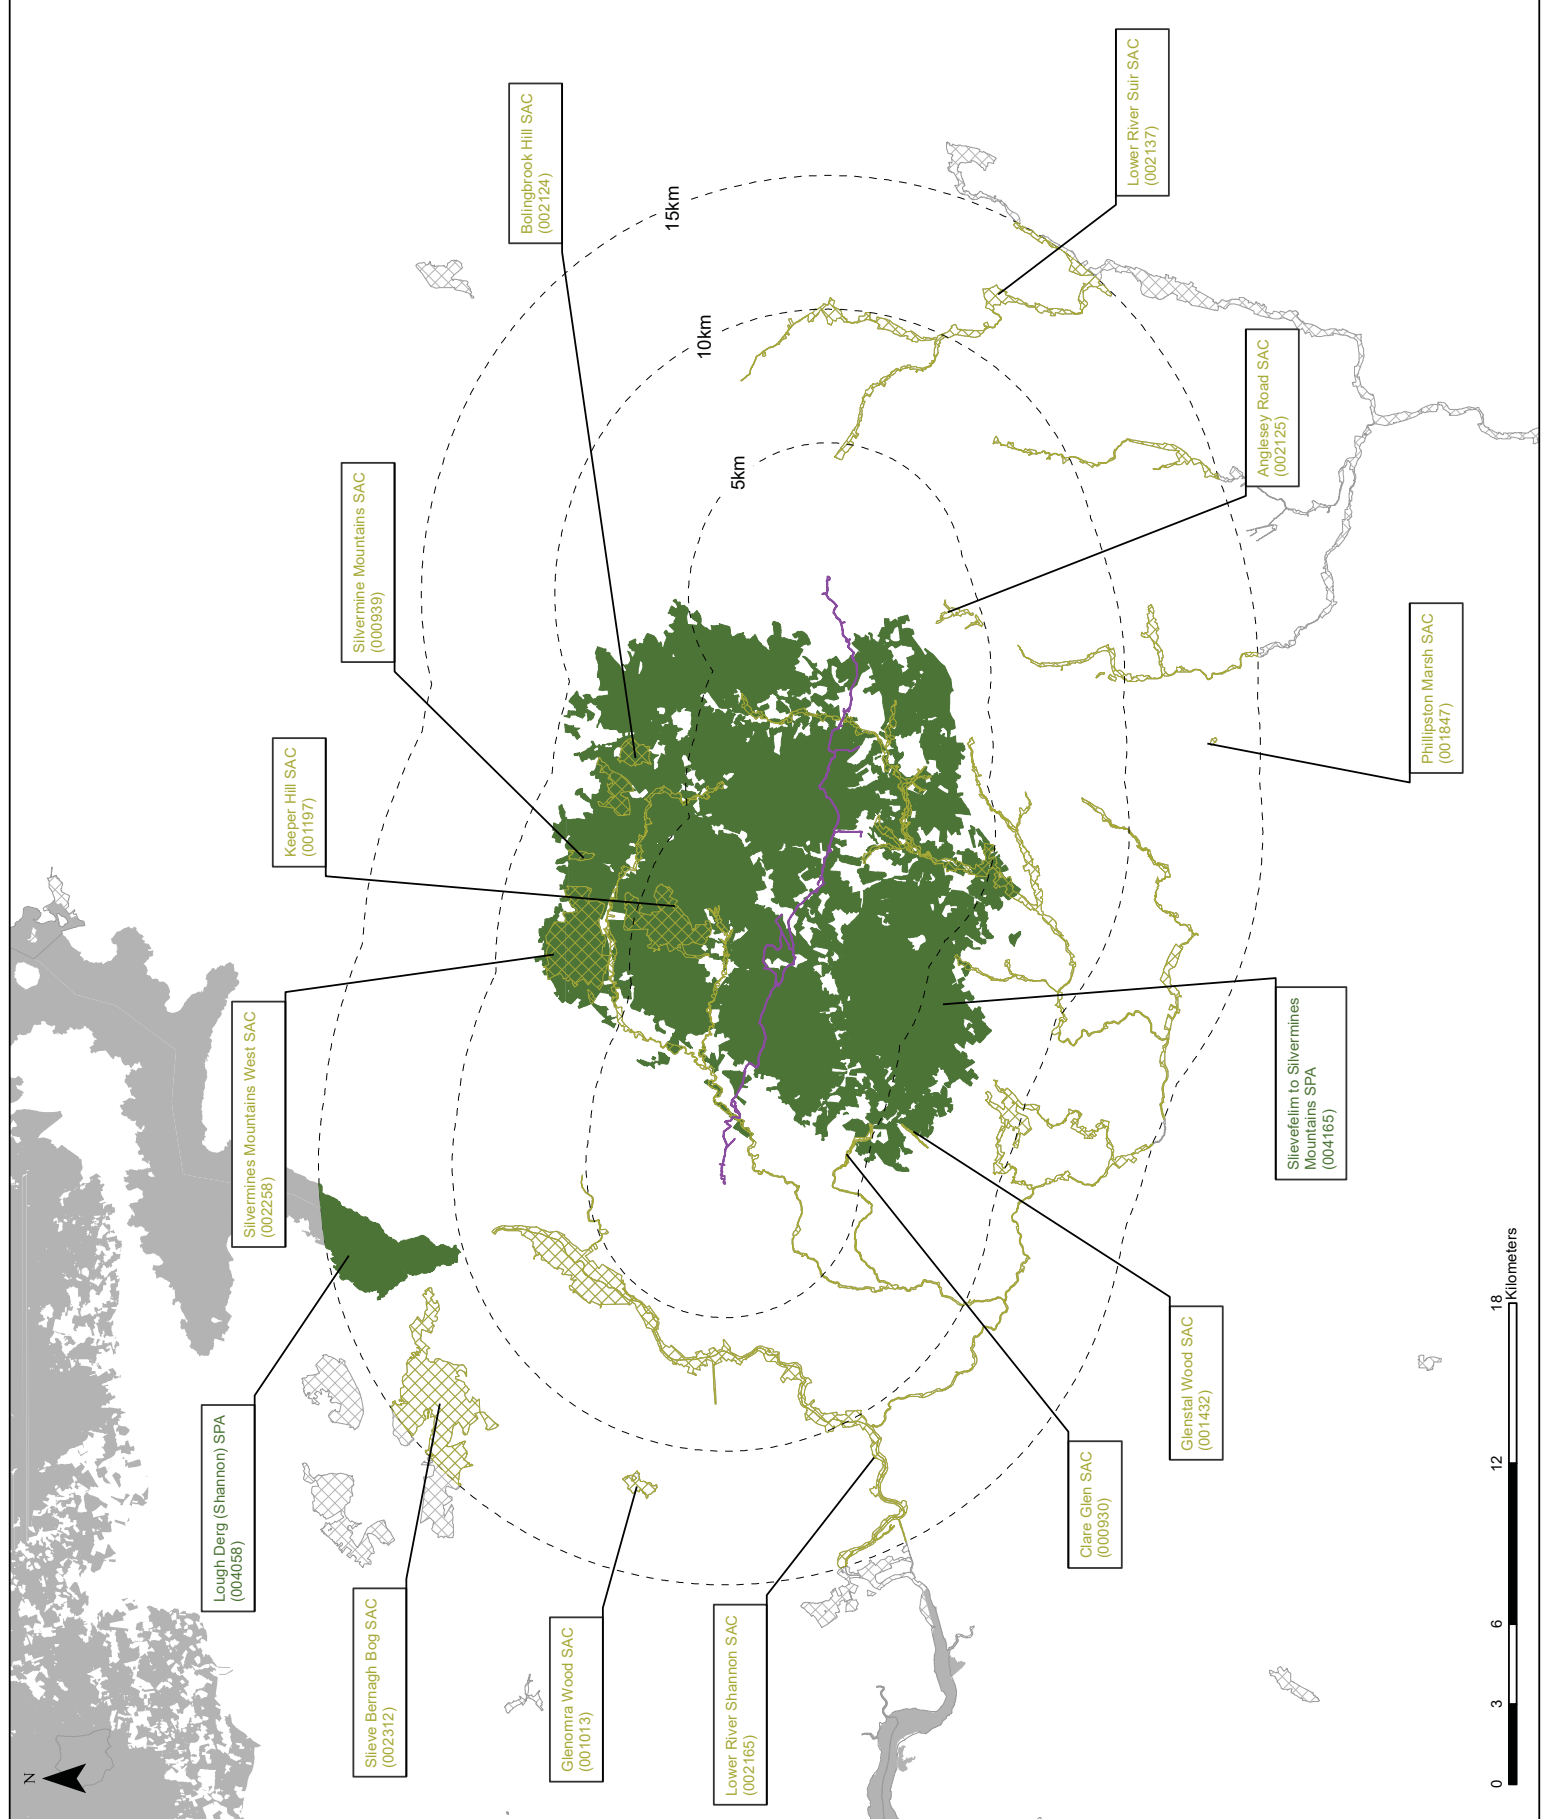 N
Lough Derg (Shannon) SPA
(004058)
Silvermines Mountains West SAC
(002258)
Keeper Hill SAC
(001197)
Silvermine Mountains SAC
(000939)
Bolingbrook Hill SAC
(002124)
Slieve Bernagh Bog SAC
(002312)
Glenomra Wood SAC
(001013)
Lower River Shannon SAC
(002165)
Clare Glen SAC
(000930)
Glenstal Wood SAC
(001432)
Slievefelim to Silvermines
Mountains SPA
(004165)
Phillipston Marsh SAC
(001847)
Anglesey Road SAC
(002125)
Lower River Suir SAC
(002137)
5km
10km
15km
0 3 6 12 18
Kilometers